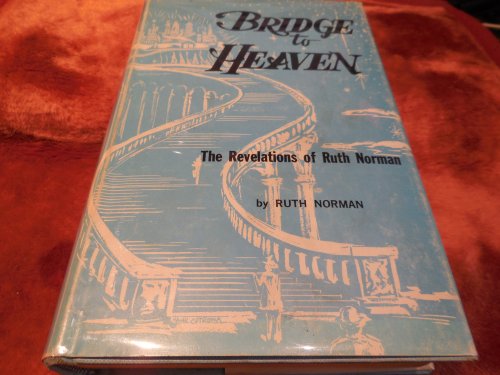 BRIDGE
to
HEAVEN
The Revelations of Ruth Norman
by RUTH NORMAN